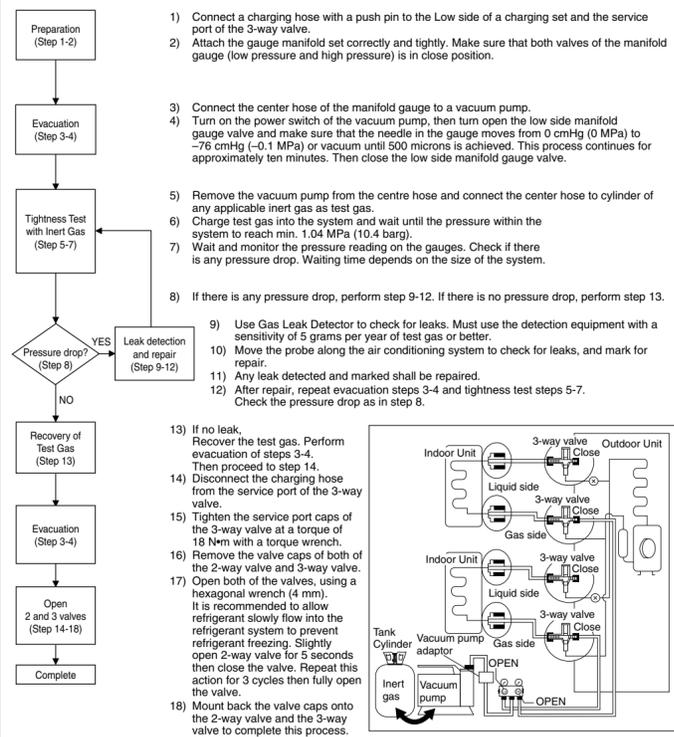 Preparation
(Step 1-2)
1) Connect a charging hose with a push pin to the Low side of a charging set and the service
port of the 3-way valve.
2) Attach the gauge manifold set correctly and tightly. Make sure that both valves of the manifold
gauge (low pressure and high pressure) is in close position.
Evacuation
(Step 3-4)
3) Connect the center hose of the manifold gauge to a vacuum pump.
4) Turn on the power switch of the vacuum pump, then turn open the low side manifold
gauge valve and make sure that the needle in the gauge moves from 0 cmHg (0 MPa) to
–76 cmHg (–0.1 MPa) or vacuum until 500 microns is achieved. This process continues for
approximately ten minutes. Then close the low side manifold gauge valve.
Tightness Test
with Inert Gas
(Step 5-7)
5) Remove the vacuum pump from the centre hose and connect the center hose to cylinder of
any applicable inert gas as test gas.
6) Charge test gas into the system and wait until the pressure within the
system to reach min. 1.04 MPa (10.4 barg).
7) Wait and monitor the pressure reading on the gauges. Check if there
is any pressure drop. Waiting time depends on the size of the system.
8) If there is any pressure drop, perform step 9-12. If there is no pressure drop, perform step 13.
Pressure drop?
(Step 8)
YES
NO
Leak detection
and repair
(Step 9-12)
9) Use Gas Leak Detector to check for leaks. Must use the detection equipment with a
sensitivity of 5 grams per year of test gas or better.
10) Move the probe along the air conditioning system to check for leaks, and mark for
repair.
11) Any leak detected and marked shall be repaired.
12) After repair, repeat evacuation steps 3-4 and tightness test steps 5-7.
Check the pressure drop as in step 8.
Recovery of
Test Gas
(Step 13)
Evacuation
(Step 3-4)
Open
2 and 3 valves
(Step 14-18)
Complete
13) If no leak,
Recover the test gas. Perform
evacuation of steps 3-4.
Then proceed to step 14.
14) Disconnect the charging hose
from the service port of the 3-way
valve.
15) Tighten the service port caps of
the 3-way valve at a torque of
18 N•m with a torque wrench.
16) Remove the valve caps of both of
the 2-way valve and 3-way valve.
17) Open both of the valves, using a
hexagonal wrench (4 mm).
It is recommended to allow
refrigerant slowly flow into the
refrigerant system to prevent
refrigerant freezing. Slightly
open 2-way valve for 5 seconds
then close the valve. Repeat this
action for 3 cycles then fully open
the valve.
18) Mount back the valve caps onto
the 2-way valve and the 3-way
valve to complete this process.
3-way valve
Indoor Unit
Close
Outdoor Unit
Liquid side
3-way valve
Close
Gas side
Indoor Unit
3-way valve
Close
Liquid side
3-way valve
Close
Gas side
Tank
Cylinder
Vacuum pump
adaptor
OPEN
Inert
gas
Vacuum
pump
OPEN